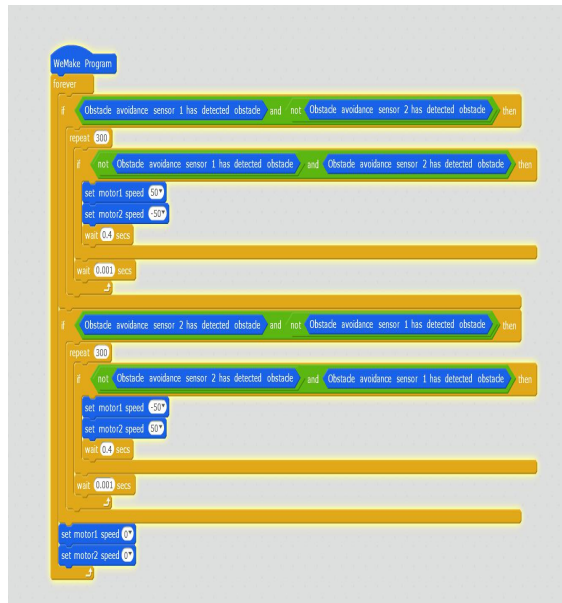 WeMake Program
forever
if Obstacle avoidance sensor 1 has detected obstacle and not Obstacle avoidance sensor 2 has detected obstacle then
repeat 300
if not Obstacle avoidance sensor 1 has detected obstacle and Obstacle avoidance sensor 2 has detected obstacle then
set motor1 speed 50
set motor2 speed -50
wait 0.4 secs
wait 0.001 secs
if Obstacle avoidance sensor 2 has detected obstacle and not Obstacle avoidance sensor 1 has detected obstacle then
repeat 300
if not Obstacle avoidance sensor 2 has detected obstacle and Obstacle avoidance sensor 1 has detected obstacle then
set motor1 speed -50
set motor2 speed 50
wait 0.4 secs
wait 0.001 secs
set motor1 speed 0
set motor2 speed 0